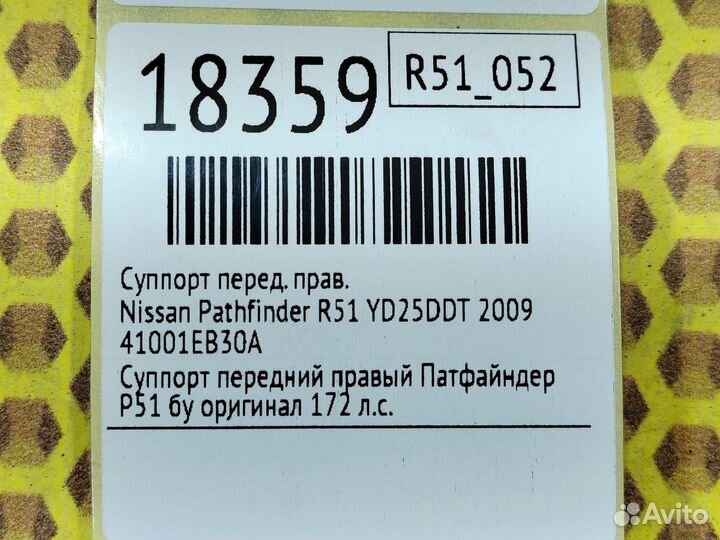 18359
R51_052
Суппорт перед. прав.
Nissan Pathfinder R51 YD25DDT 2009
41001EB30A
Суппорт передний правый Патфайндер
Р51 бу оригинал 172 л.с.
Avito